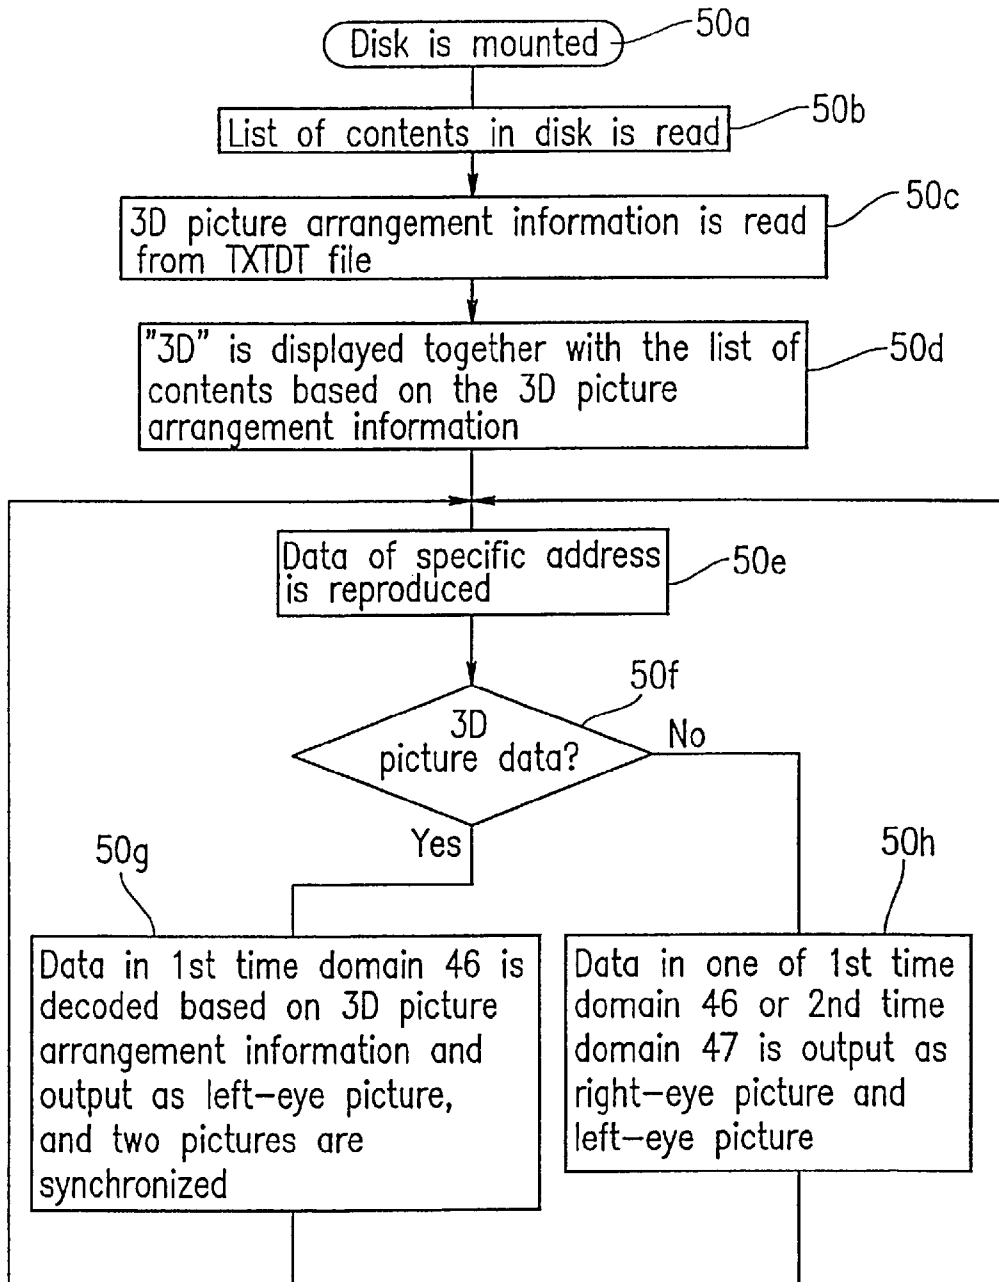 Disk is mounted
50a
List of contents in disk is read
50b
3D picture arrangement information is read
from TXTDT file
50c
"3D" is displayed together with the list of
contents based on the 3D picture
arrangement information
50d
Data of specific address
is reproduced
50e
50f
3D
picture data?
No
Yes
50g
50h
Data in 1st time domain 46 is
decoded based on 3D picture
arrangement information and
output as left-eye picture,
and two pictures are
synchronized
Data in one of 1st time
domain 46 or 2nd time
domain 47 is output as
right-eye picture and
left-eye picture